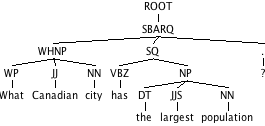 ROOT
SBARQ
WHNP SQ .
WP JJ NN VBZ NP ?
What Canadian city has DT JJS NN
the largest population